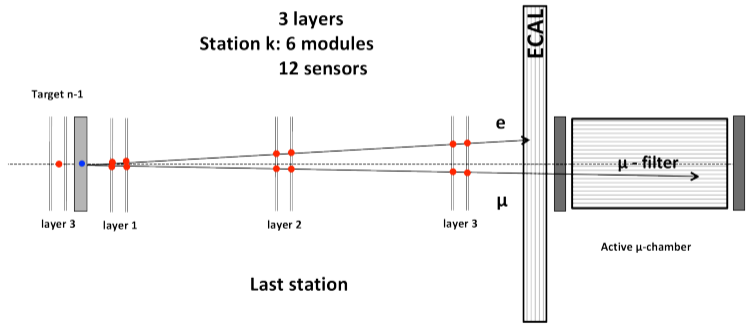 3 layers
Station k: 6 modules
12 sensors
ECAL
Target n-1
e
μ - filter
μ
layer 3
layer 1
layer 2
layer 3
Active μ-chamber
Last station